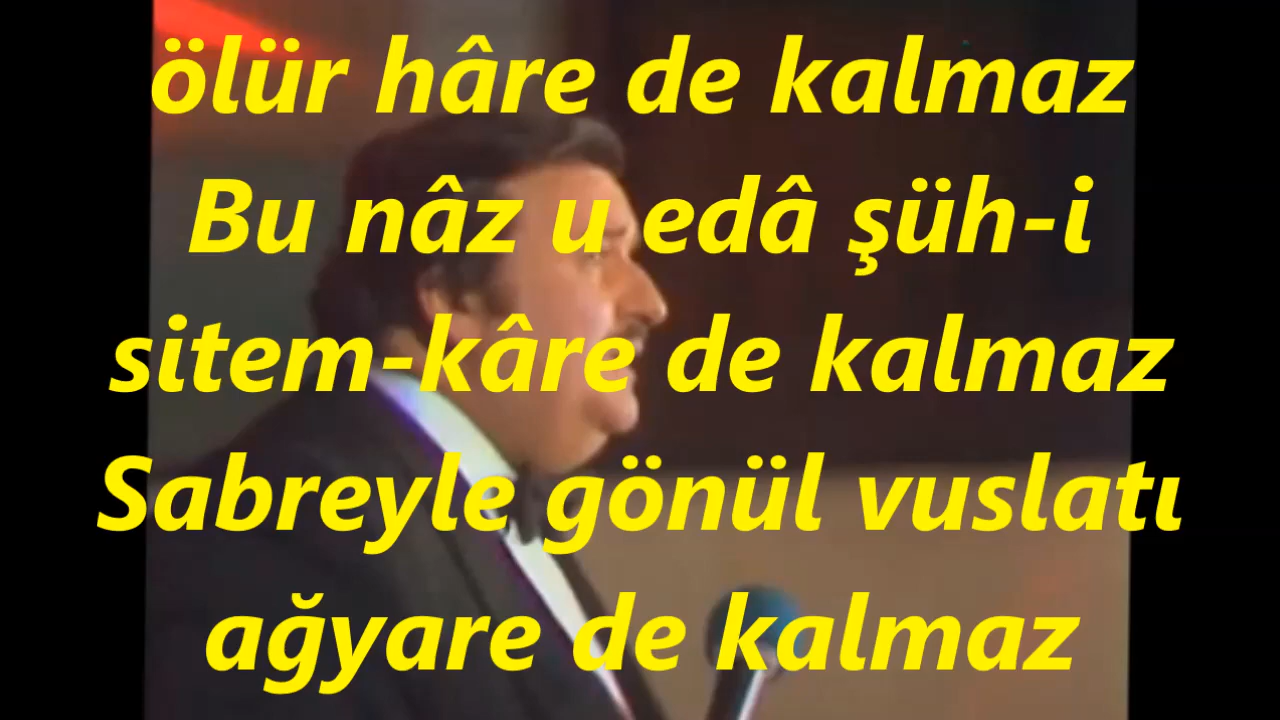 ölür hâre de kalmaz
Bu nâz u edâ şüh-i
sitem-kâre de kalmaz
Sabreyle gönül vuslatı
ağyare de kalmaz